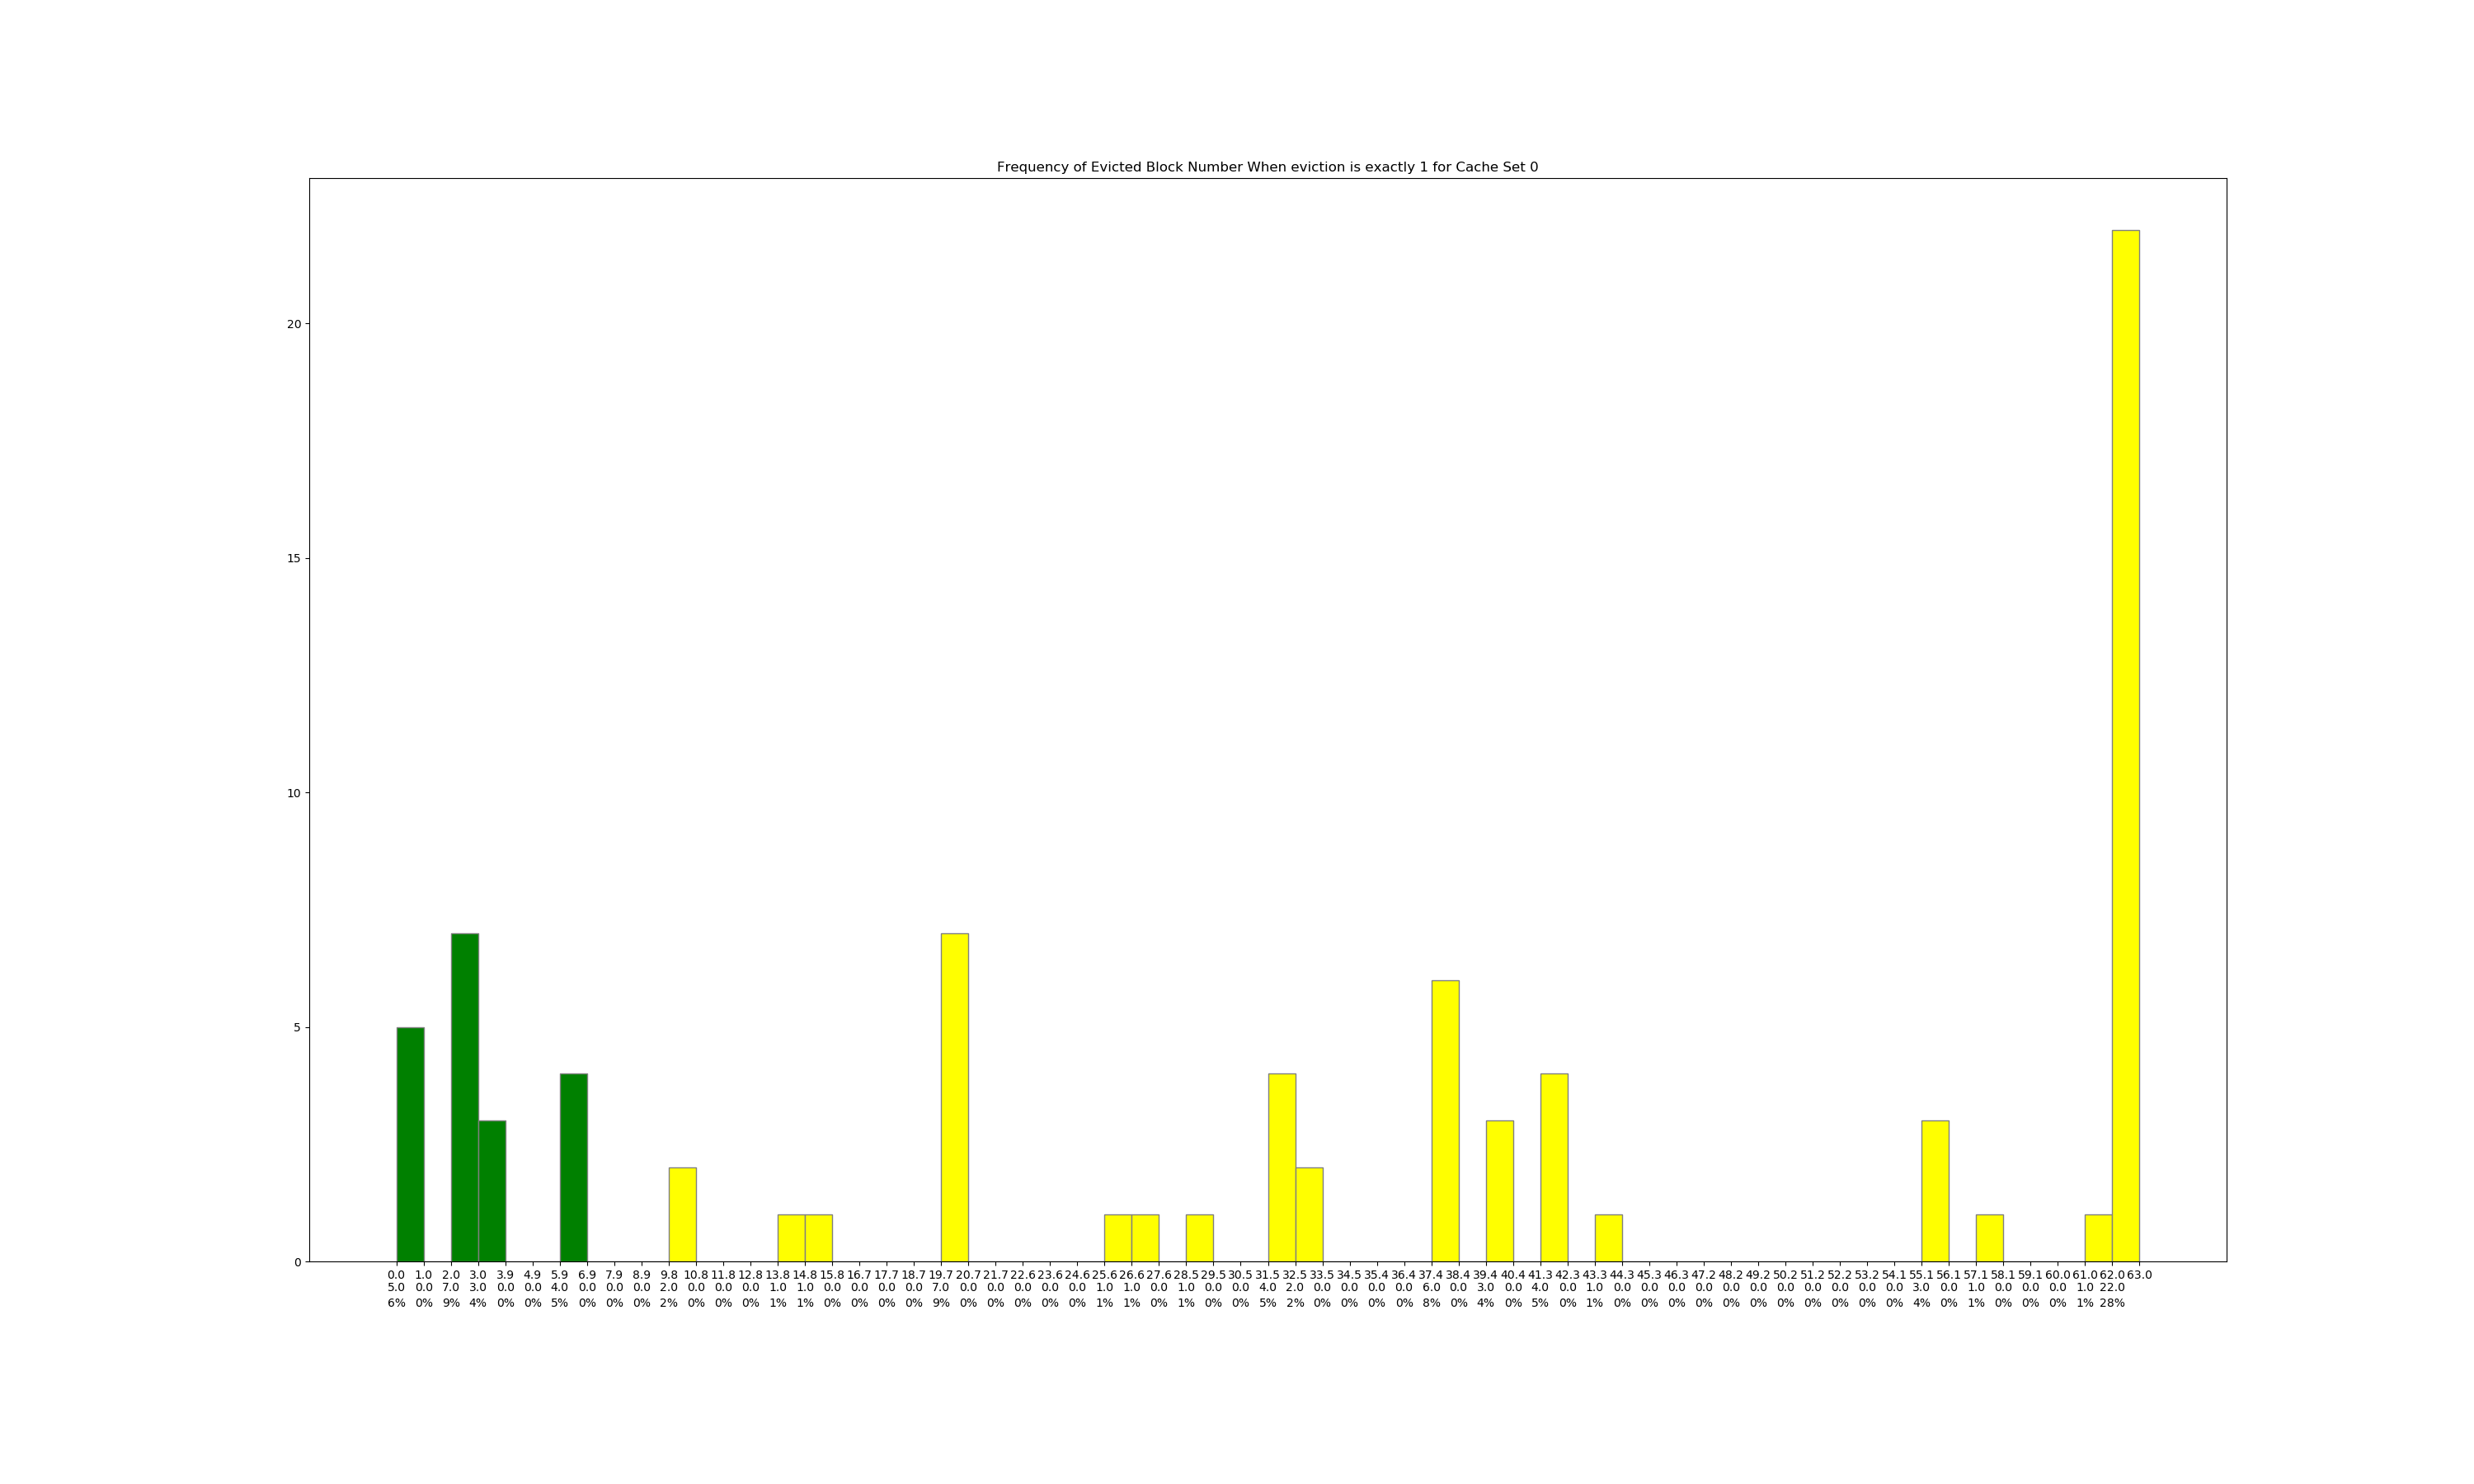 Frequency of Evicted Block Number When eviction is exactly 1 for Cache Set 0
20
15
10
5
0
0.0 1.0 2.0 3.0 3.9 4.9 5.9 6.9 7.9 8.9 9.8 10.8 11.8 12.8 13.8 14.8 15.8 16.7 17.7 18.7 19.7 20.7 21.7 22.6 23.6 24.6 25.6 26.6 27.6 28.5 29.5 30.5 31.5 32.5 33.5 34.5 35.4 36.4 37.4 38.4 39.4 40.4 41.3 42.3 43.3 44.3 45.3 46.3 47.2 48.2 49.2 50.2 51.2 52.2 53.2 54.1 55.1 56.1 57.1 58.1 59.1 60.0 61.0 62.0 63.0
5.0 0.0 7.0 3.0 0.0 0.0 4.0 0.0 0.0 0.0 2.0 0.0 0.0 0.0 1.0 1.0 0.0 0.0 0.0 0.0 7.0 0.0 0.0 0.0 0.0 0.0 1.0 1.0 0.0 1.0 0.0 0.0 4.0 2.0 0.0 0.0 0.0 0.0 6.0 0.0 3.0 0.0 4.0 0.0 1.0 0.0 0.0 0.0 0.0 0.0 0.0 0.0 0.0 0.0 0.0 0.0 3.0 0.0 1.0 0.0 0.0 0.0 1.0 22.0
6% 0% 9% 4% 0% 0% 5% 0% 0% 0% 2% 0% 0% 0% 1% 1% 0% 0% 0% 0% 9% 0% 0% 0% 0% 0% 1% 1% 0% 1% 0% 0% 5% 2% 0% 0% 0% 0% 8% 0% 4% 0% 5% 0% 1% 0% 0% 0% 0% 0% 0% 0% 0% 0% 0% 0% 4% 0% 1% 0% 0% 0% 1% 28%